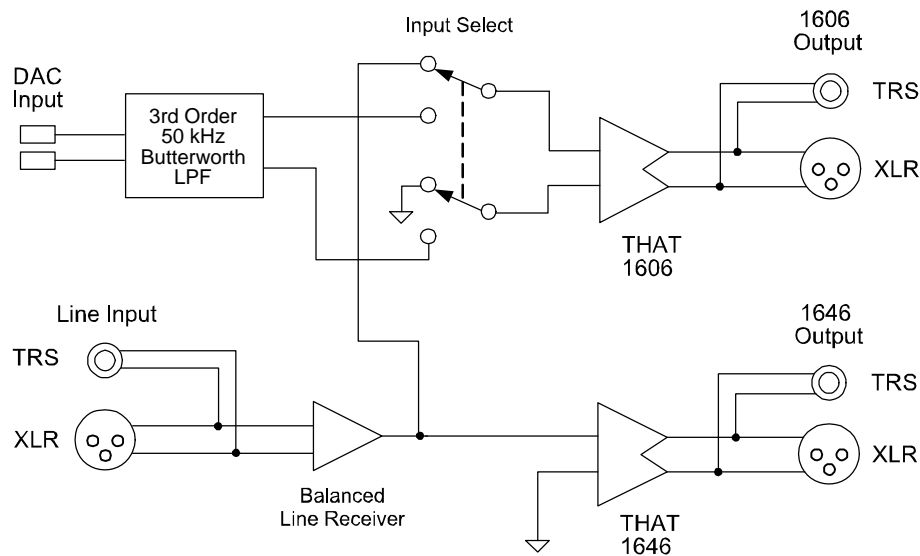 Input Select
1606
Output
DAC
Input
TRS
3rd Order
50 kHz
Butterworth
LPF
XLR
THAT
1606
Line Input
1646
Output
TRS
TRS
XLR
XLR
Balanced
Line Receiver
THAT
1646